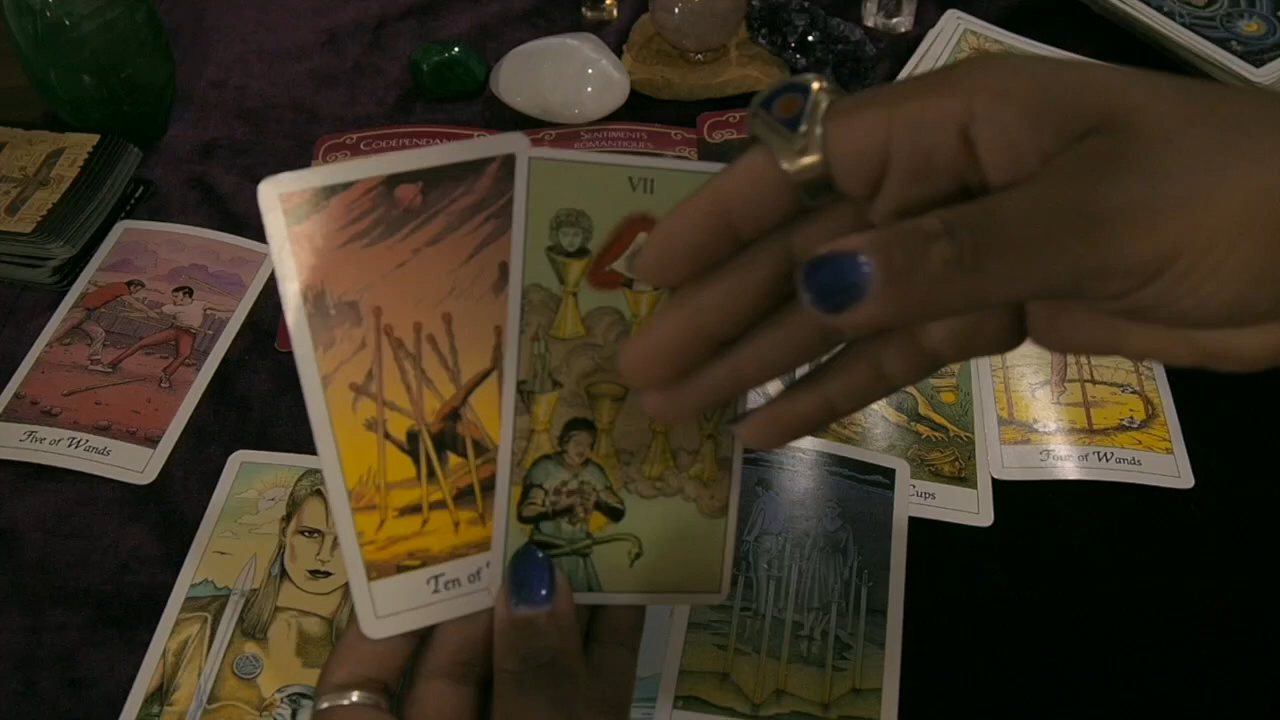 CODEPENDAN
SENTIMENTS
ROMANTIQUES
VII
Five of Wands
Ten of
Cups
Four of Wands